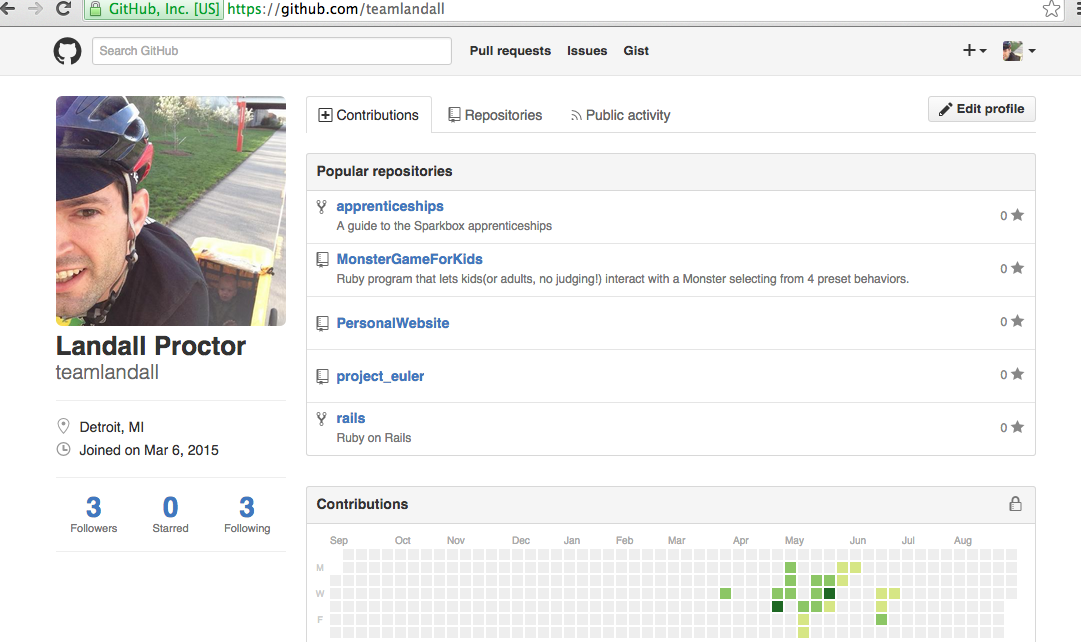 GitHub, Inc. [US] https://github.com/teamlandall
Search GitHub Pull requests Issues Gist
Contributions Repositories Public activity Edit profile
Popular repositories
apprenticeships
A guide to the Sparkbox apprenticeships
0
MonsterGameForKids
Ruby program that lets kids(or adults, no judging!) interact with a Monster selecting from 4 preset behaviors.
0
PersonalWebsite
0
project_euler
0
rails
Ruby on Rails
0
Landall Proctor
teamlandall
Detroit, MI
Joined on Mar 6, 2015
3 0 3
Followers Starred Following
Contributions
Sep Oct Nov Dec Jan Feb Mar Apr May Jun Jul Aug
M
W
F